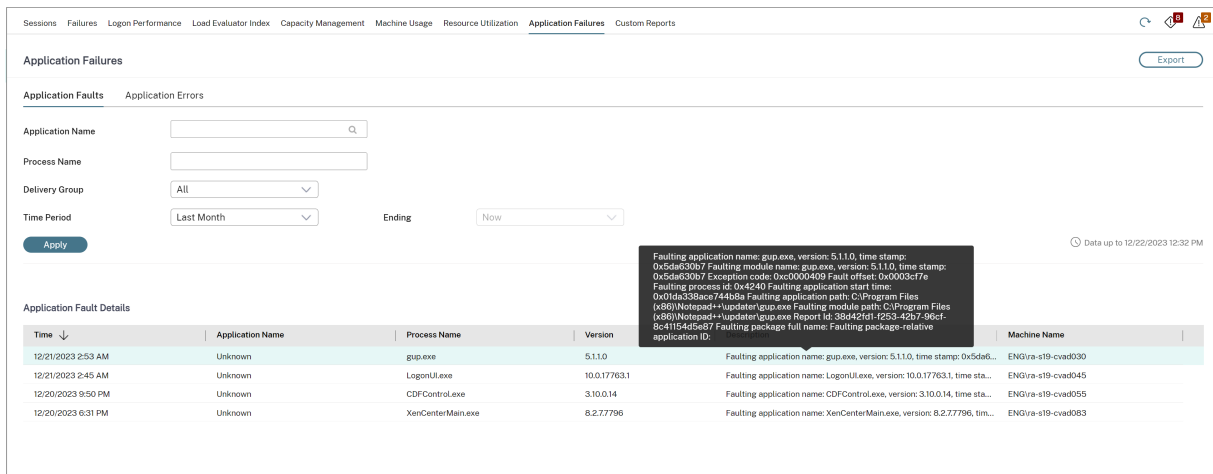 Sessions Failures Logon Performance Load Evaluator Index Capacity Management Machine Usage Resource Utilization Application Failures Custom Reports 8 2
Application Failures Export
Application Faults Application Errors
Application Name
Process Name
Delivery Group All
Time Period Last Month Ending Now
Apply Data up to 12/22/2023 12:32 PM
Faulting application name: gup.exe, version: 5.1.1.0, time stamp:
0x5da630b7 Faulting module name: gup.exe, version: 5.1.1.0, time stamp:
0x5da630b7 Exception code: 0xc0000409 Fault offset: 0x0003cf7e
Faulting process id: 0x4240 Faulting application start time:
0x01da338ace744b8a Faulting application path: C:\Program Files
(x86)\Notepad++\updater\gup.exe Faulting module path: C:\Program Files
(x86)\Notepad++\updater\gup.exe Report Id: 38d42fd1-f253-42b7-96cf-
8c41154d5e87 Faulting package full name: Faulting package-relative
application ID:
Application Fault Details
Time Application Name Process Name Version Machine Name
12/21/2023 2:53 AM Unknown gup.exe 5.1.1.0 Faulting application name: gup.exe, version: 5.1.1.0, time stamp: 0x5da6... ENG\ra-s19-cvad030
12/21/2023 2:45 AM Unknown LogonUI.exe 10.0.17763.1 Faulting application name: LogonUI.exe, version: 10.0.17763.1, time sta... ENG\ra-s19-cvad045
12/20/2023 9:50 PM Unknown CDFControl.exe 3.10.0.14 Faulting application name: CDFControl.exe, version: 3.10.0.14, time sta... ENG\ra-s19-cvad055
12/20/2023 6:31 PM Unknown XenCenterMain.exe 8.2.7.7796 Faulting application name: XenCenterMain.exe, version: 8.2.7.7796, tim... ENG\ra-s19-cvad083